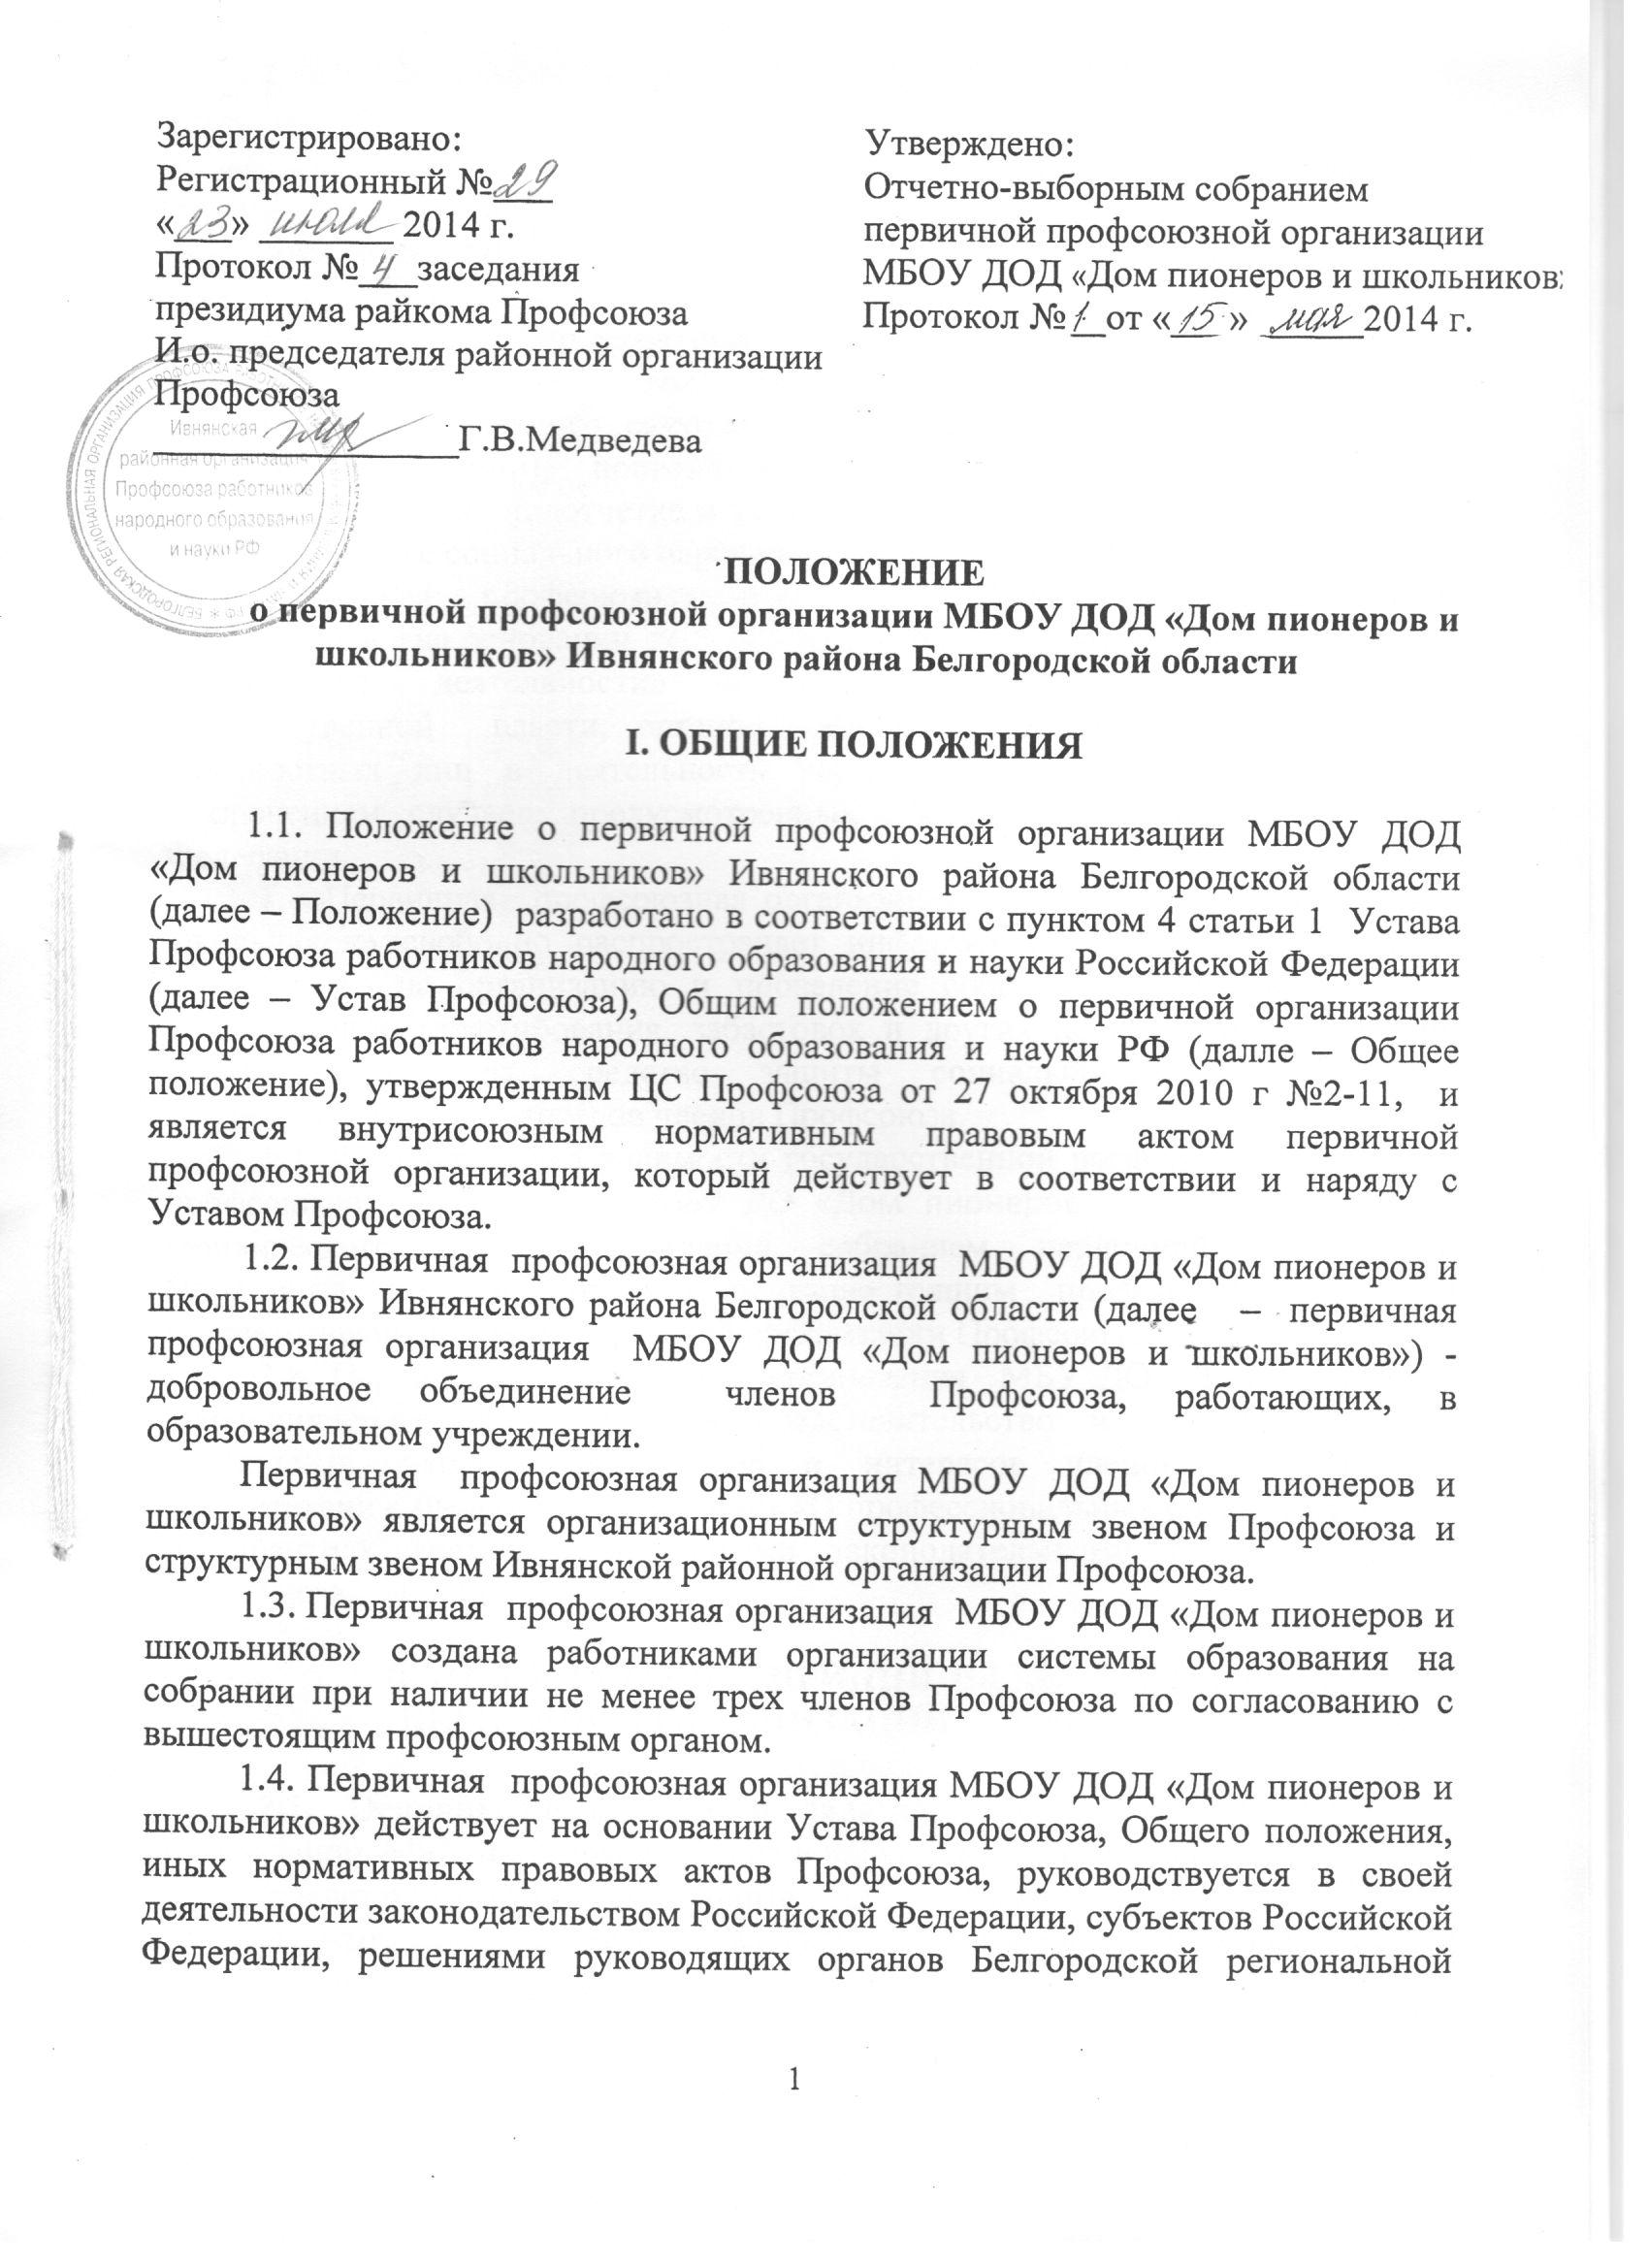 Зарегистрировано:
Регистрационный № 29
«23» июля 2014 г.
Протокол № 4 заседания
президиума райкома Профсоюза
И.о. председателя районной организации
Профсоюза
Г.В.Медведева
Утверждено:
Отчетно-выборным собранием
первичной профсоюзной организации
МБОУ ДОД «Дом пионеров и школьников»
Протокол № 1 от «15» мая 2014 г.
Ивнянская
районная организация
Профсоюза работников
народного образования
и науки РФ
ПОЛОЖЕНИЕ
о первичной профсоюзной организации МБОУ ДОД «Дом пионеров и
школьников» Ивнянского района Белгородской области
I. ОБЩИЕ ПОЛОЖЕНИЯ
1.1. Положение о первичной профсоюзной организации МБОУ ДОД
«Дом пионеров и школьников» Ивнянского района Белгородской области
(далее – Положение) разработано в соответствии с пунктом 4 статьи 1 Устава
Профсоюза работников народного образования и науки Российской Федерации
(далее – Устав Профсоюза), Общим положением о первичной организации
Профсоюза работников народного образования и науки РФ (далле – Общее
положение), утвержденным ЦС Профсоюза от 27 октября 2010 г №2-11, и
является внутрисоюзным нормативным правовым актом первичной
профсоюзной организации, который действует в соответствии и наряду с
Уставом Профсоюза.
1.2. Первичная профсоюзная организация МБОУ ДОД «Дом пионеров и
школьников» Ивнянского района Белгородской области (далее – первичная
профсоюзная организация МБОУ ДОД «Дом пионеров и школьников») -
добровольное объединение членов Профсоюза, работающих, в
образовательном учреждении.
Первичная профсоюзная организация МБОУ ДОД «Дом пионеров и
школьников» является организационным структурным звеном Профсоюза и
структурным звеном Ивнянской районной организации Профсоюза.
1.3. Первичная профсоюзная организация МБОУ ДОД «Дом пионеров и
школьников» создана работниками организации системы образования на
собрании при наличии не менее трех членов Профсоюза по согласованию с
вышестоящим профсоюзным органом.
1.4. Первичная профсоюзная организация МБОУ ДОД «Дом пионеров и
школьников» действует на основании Устава Профсоюза, Общего положения,
иных нормативных правовых актов Профсоюза, руководствуется в своей
деятельности законодательством Российской Федерации, субъектов Российской
Федерации, решениями руководящих органов Белгородской региональной
1